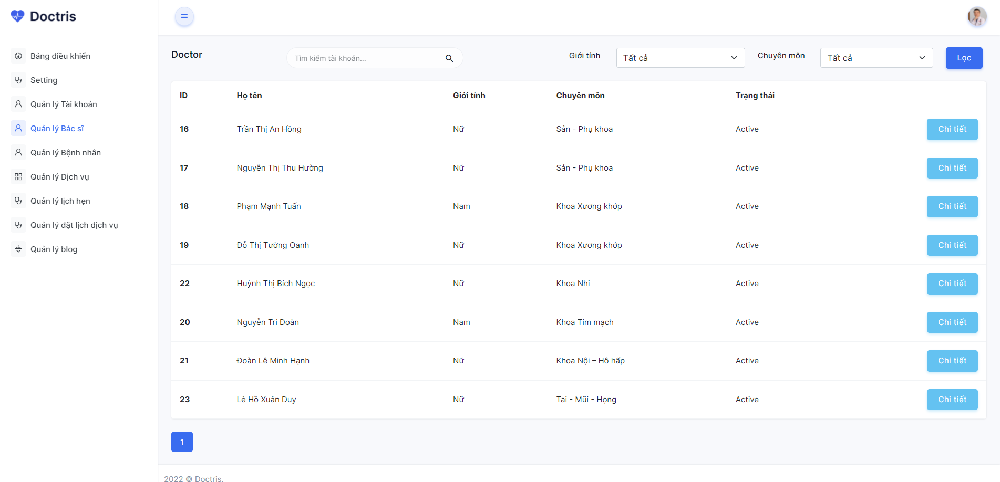 Doctris
Bảng điều khiển
Setting
Quản lý Tài khoản
Quản lý Bác sĩ
Quản lý Bệnh nhân
Quản lý Dịch vụ
Quản lý lịch hẹn
Quản lý đặt lịch dịch vụ
Quản lý blog
Doctor
Tìm kiếm tài khoản...
Giới tính
Tất cả
Chuyên môn
Tất cả
Lọc
ID Họ tên Giới tính Chuyên môn Trạng thái
16 Trần Thị An Hồng Nữ Sản - Phụ khoa Active Chi tiết
17 Nguyễn Thị Thu Hường Nữ Sản - Phụ khoa Active Chi tiết
18 Phạm Mạnh Tuấn Nam Khoa Xương khớp Active Chi tiết
19 Đỗ Thị Tường Oanh Nữ Khoa Xương khớp Active Chi tiết
22 Huỳnh Thị Bích Ngọc Nữ Khoa Nhi Active Chi tiết
20 Nguyễn Trí Đoàn Nam Khoa Tim mạch Active Chi tiết
21 Đoàn Lê Minh Hạnh Nữ Khoa Nội – Hô hấp Active Chi tiết
23 Lê Hồ Xuân Duy Nữ Tai - Mũi - Họng Active Chi tiết
1
2022 © Doctris.